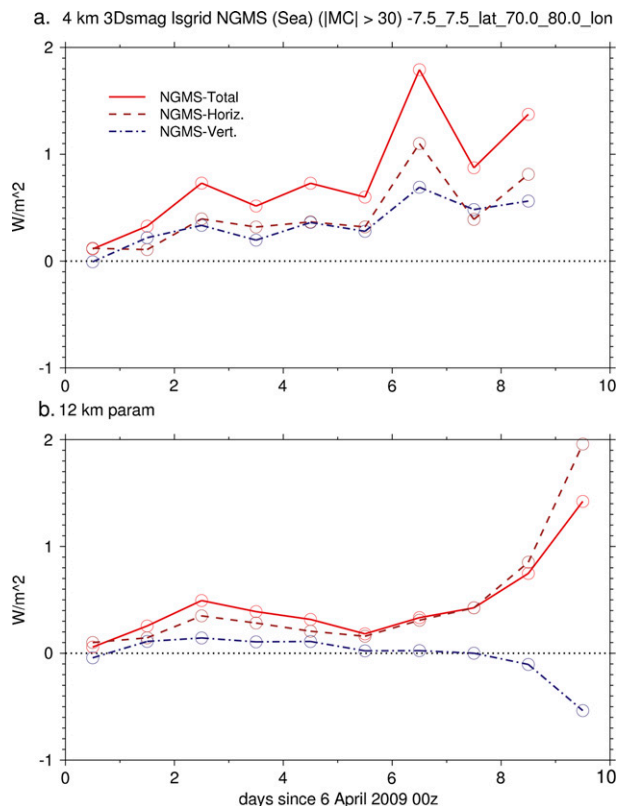 a. 4 km 3Dsmag lsgrid NGMS (Sea) (|MC| > 30) -7.5_7.5_lat_70.0_80.0_lon
2
NGMS-Total
NGMS-Horiz.
NGMS-Vert.
1
W/m^2
0
-1
0 2 4 6 8 10
b. 12 km param
2
1
W/m^2
0
-1
0 2 4 6 8 10
days since 6 April 2009 00z